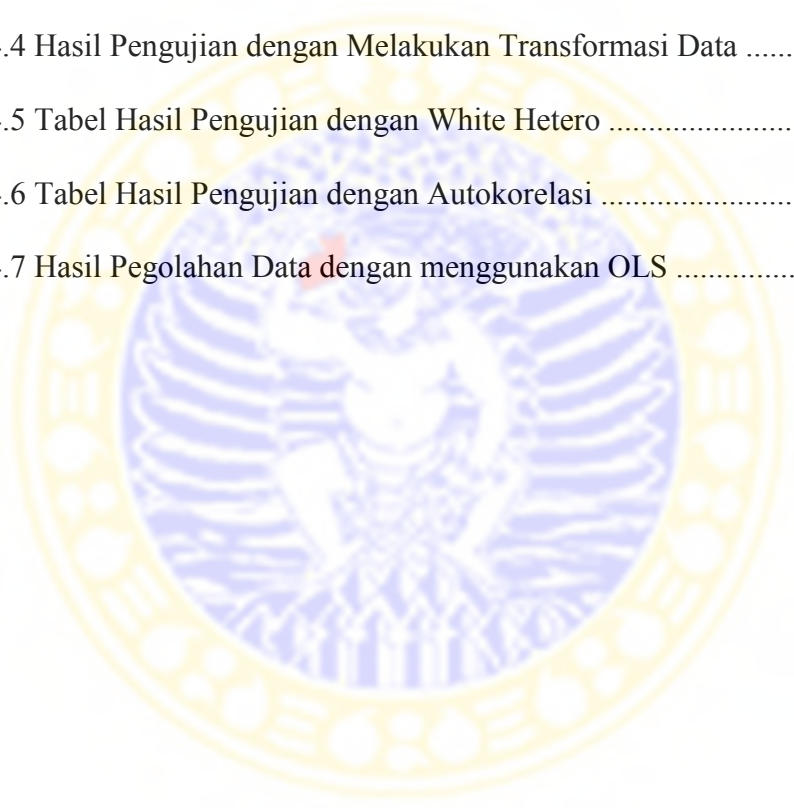 .4 Hasil Pengujian dengan Melakukan Transformasi Data ......
.5 Tabel Hasil Pengujian dengan White Hetero .......................
.6 Tabel Hasil Pengujian dengan Autokorelasi ........................
.7 Hasil Pegolahan Data dengan menggunakan OLS ...............